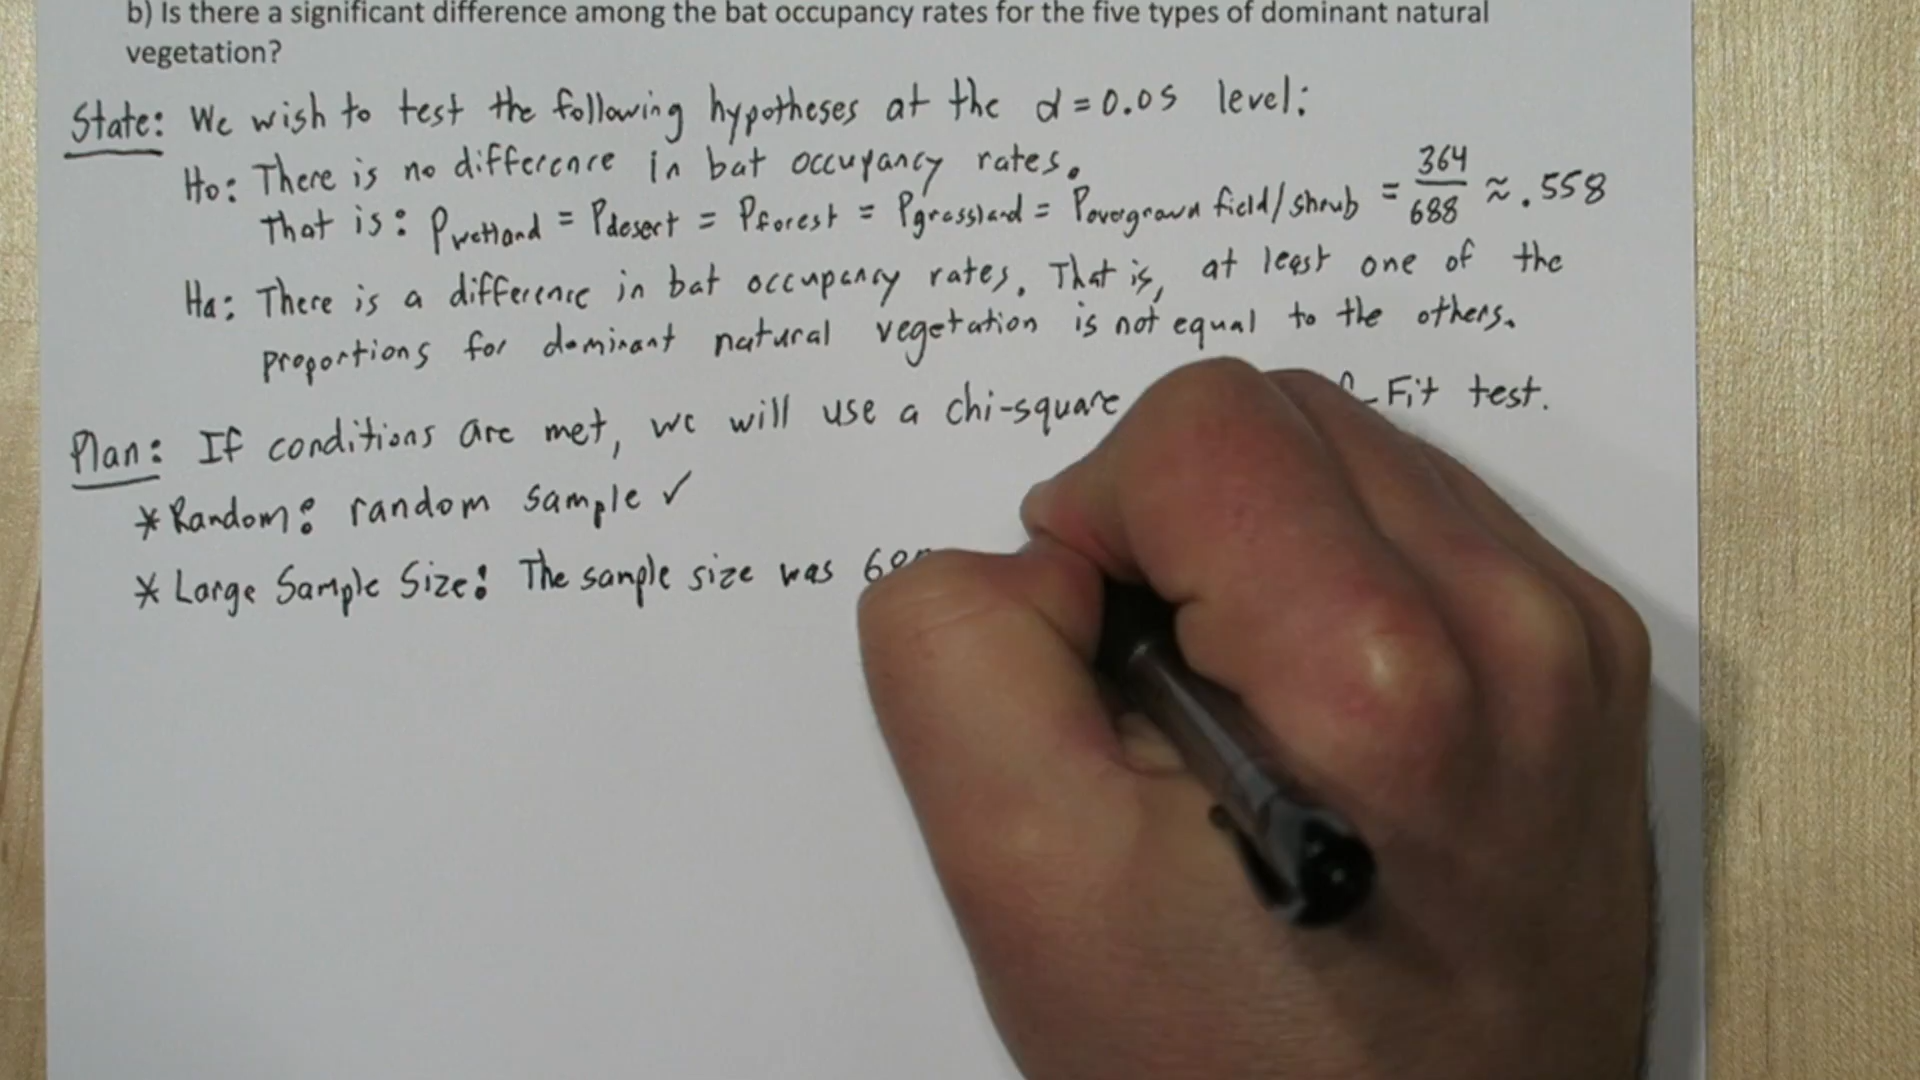 b) Is there a significant difference among the bat occupancy rates for the five types of dominant natural
vegetation?
State: We wish to test the following hypotheses at the α = 0.05 level:
Ho: There is no difference in bat occupancy rates.
That is: Pwetland = Pdesert = Pforest = Pgrassland = Povergrown field/shrub = 364/688 ≈ .558
Ha: There is a difference in bat occupancy rates. That is, at least one of the
proportions for dominant natural vegetation is not equal to the others.
Plan: If conditions are met, we will use a chi-square -Fit test.
* Random: random sample ✓
* Large Sample Size: The sample size was